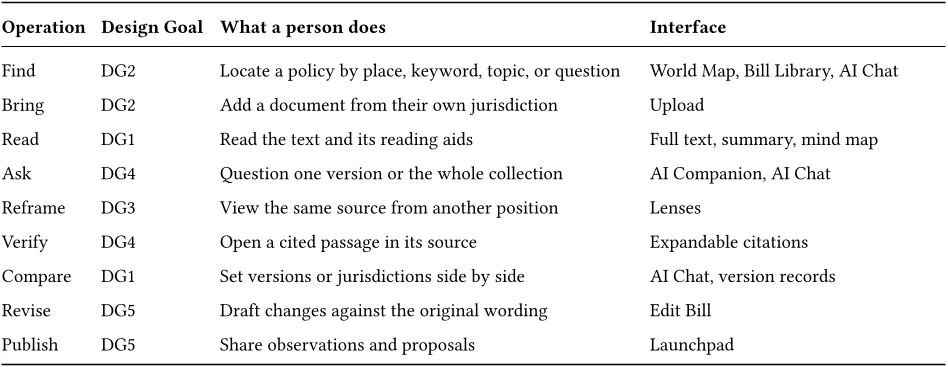 Operation Design Goal What a person does Interface
Find DG2 Locate a policy by place, keyword, topic, or question World Map, Bill Library, AI Chat
Bring DG2 Add a document from their own jurisdiction Upload
Read DG1 Read the text and its reading aids Full text, summary, mind map
Ask DG4 Question one version or the whole collection AI Companion, AI Chat
Reframe DG3 View the same source from another position Lenses
Verify DG4 Open a cited passage in its source Expandable citations
Compare DG1 Set versions or jurisdictions side by side AI Chat, version records
Revise DG5 Draft changes against the original wording Edit Bill
Publish DG5 Share observations and proposals Launchpad